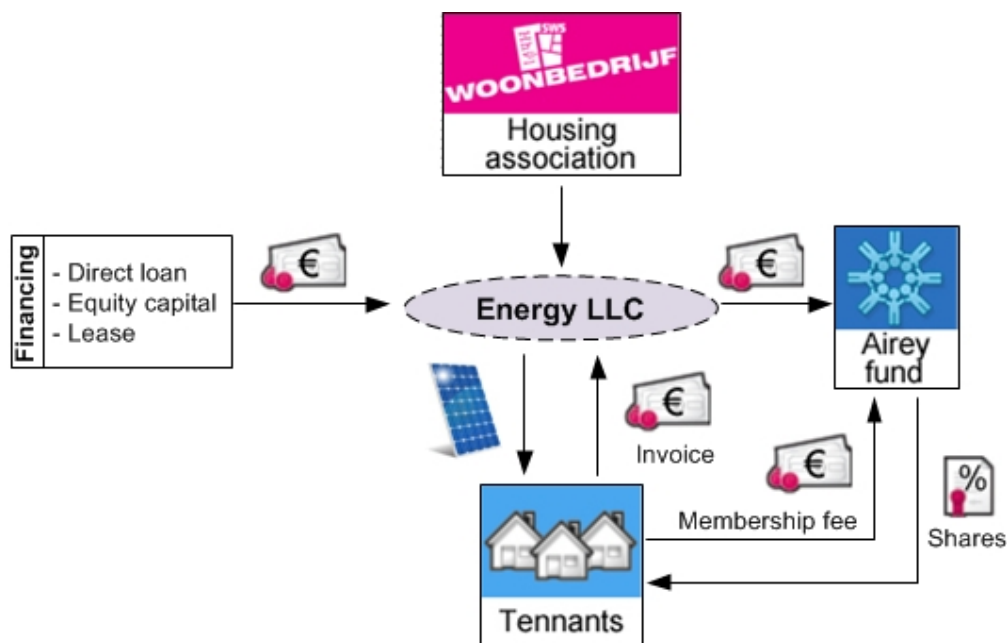 SWS
WOONBEDRIJF
Housing
association
Financing
- Direct loan
- Equity capital
- Lease
€
Energy LLC
€
Airey
fund
€
Invoice
€
Membership fee
%
Shares
Tennants